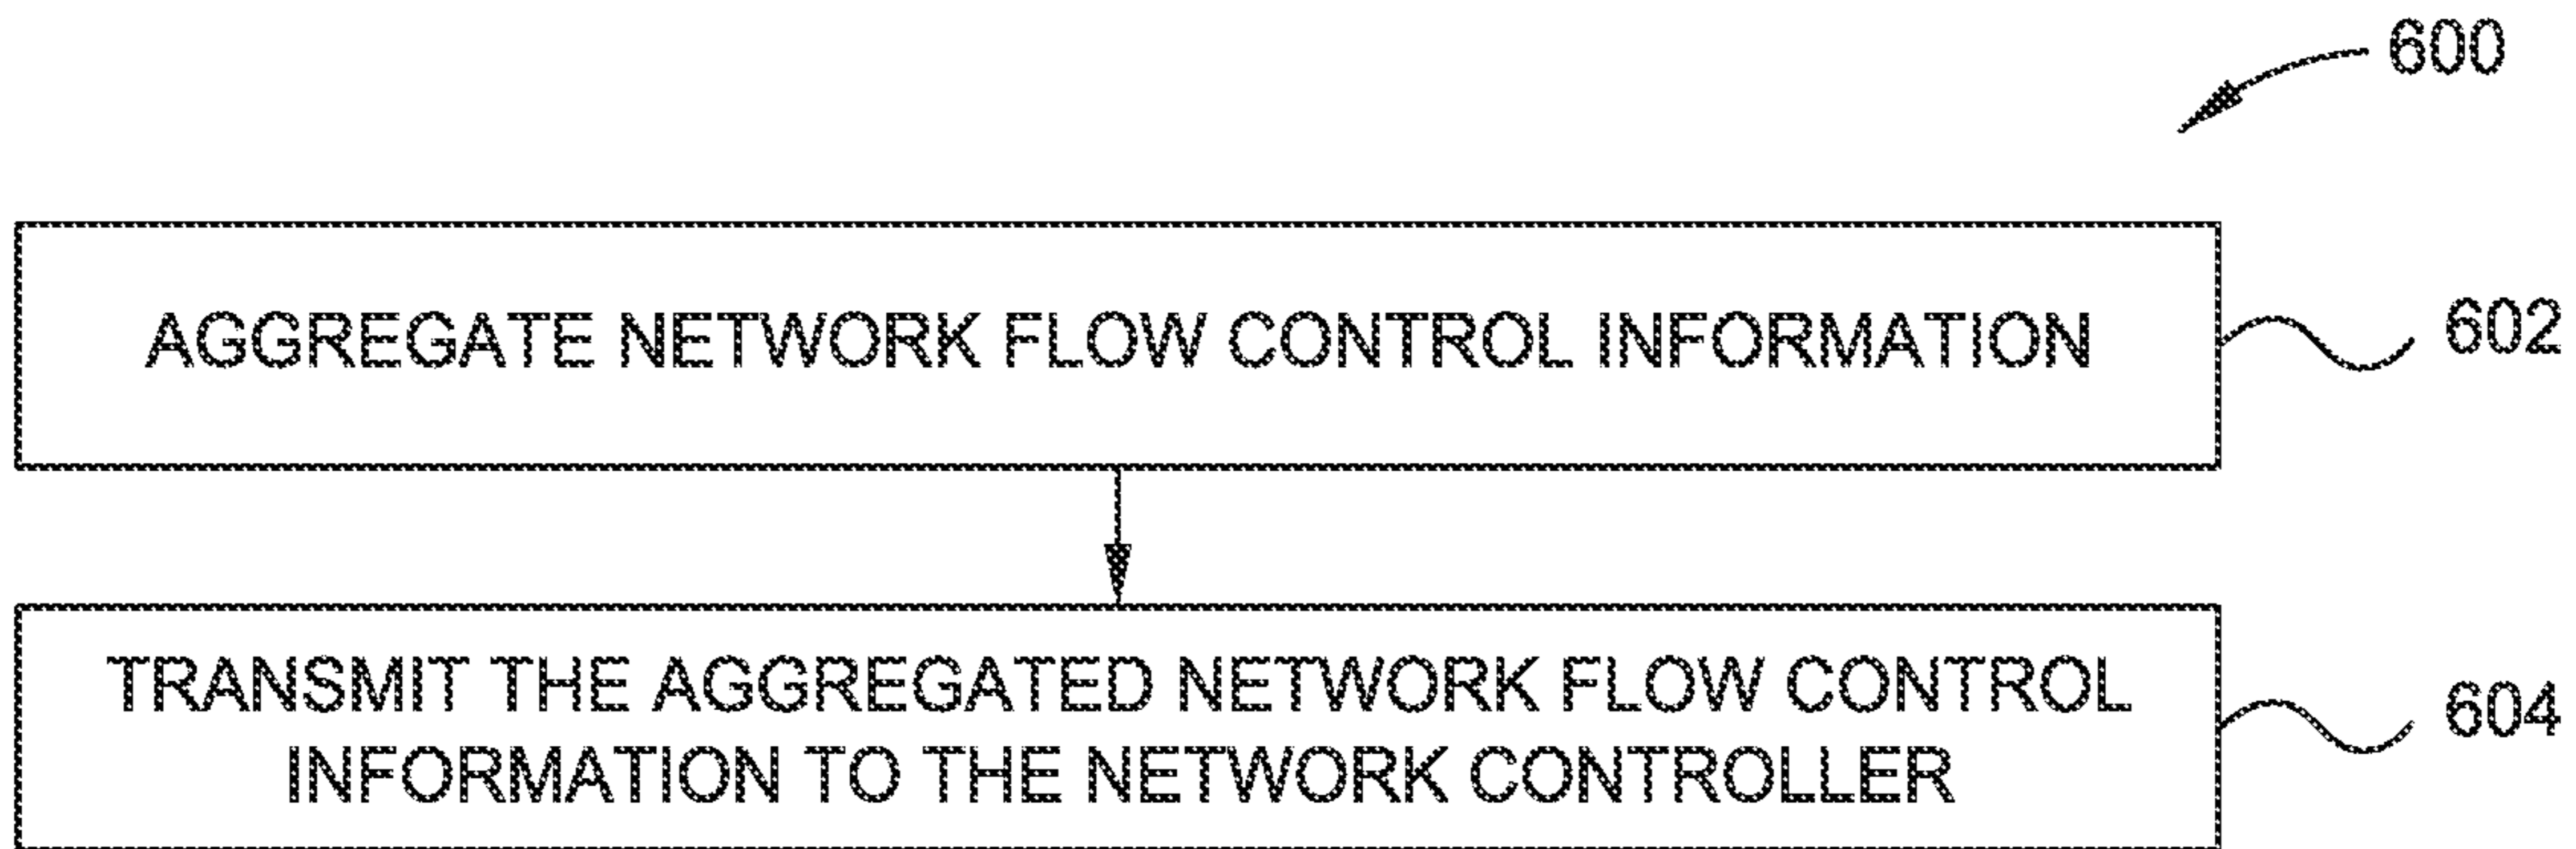 600
AGGREGATE NETWORK FLOW CONTROL INFORMATION
602
TRANSMIT THE AGGREGATED NETWORK FLOW CONTROL
INFORMATION TO THE NETWORK CONTROLLER
604